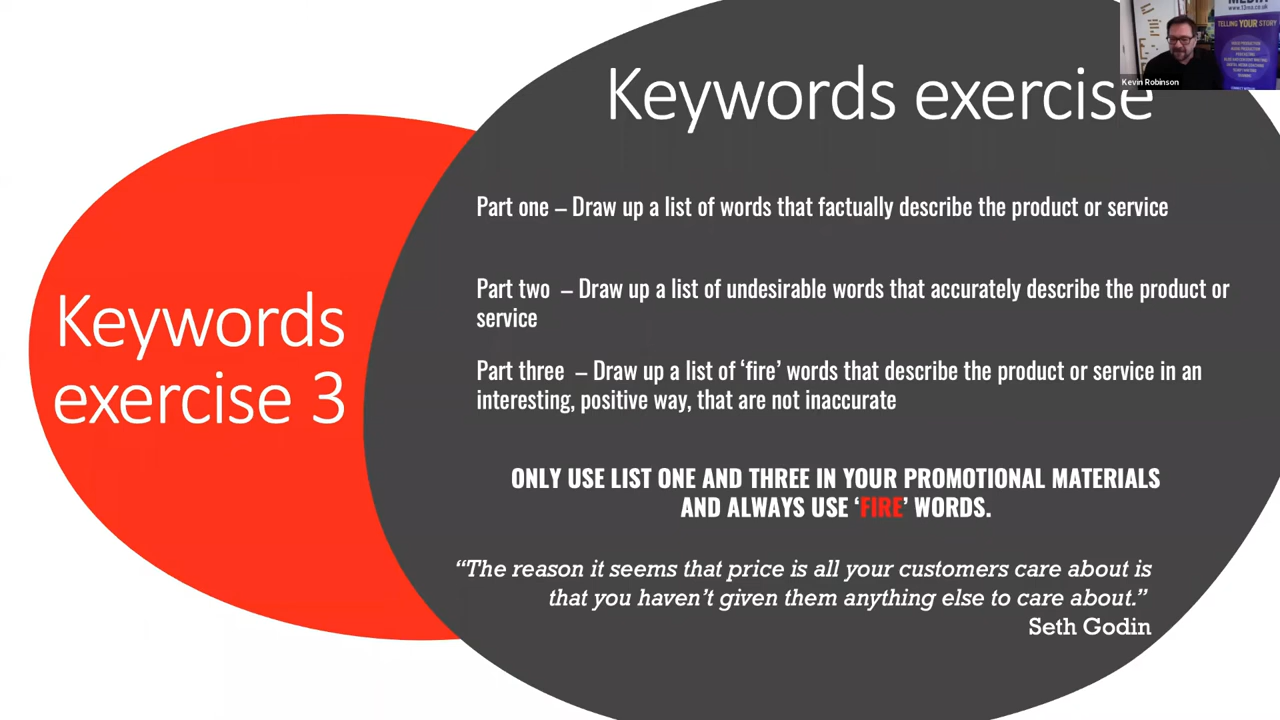 Keywords exercise
Part one – Draw up a list of words that factually describe the product or service
Part two – Draw up a list of undesirable words that accurately describe the product or
service
Part three – Draw up a list of ‘fire’ words that describe the product or service in an
interesting, positive way, that are not inaccurate
ONLY USE LIST ONE AND THREE IN YOUR PROMOTIONAL MATERIALS
AND ALWAYS USE ‘FIRE’ WORDS.
“The reason it seems that price is all your customers care about is
that you haven’t given them anything else to care about.”
Seth Godin
Keywords
exercise 3
MEDIA
TELLING YOUR STORY
Kevin Robinson